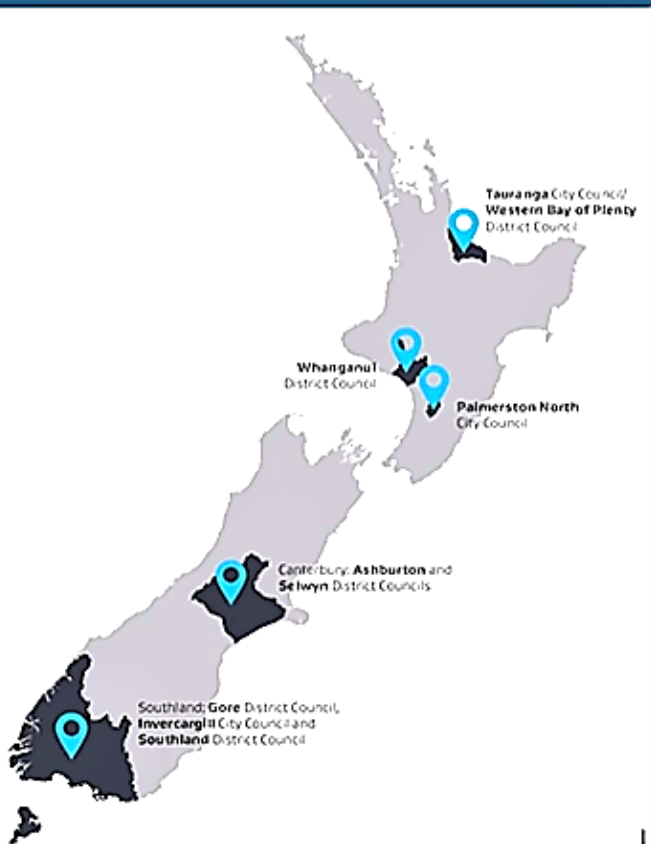 Tauranga City Council/
Western Bay of Plenty
District Council
Whanganui
District Council
Palmerston North
City Council
Canterbury: Ashburton and
Selwyn District Councils
Southland: Gore District Council,
Invercargill City Council and
Southland District Council